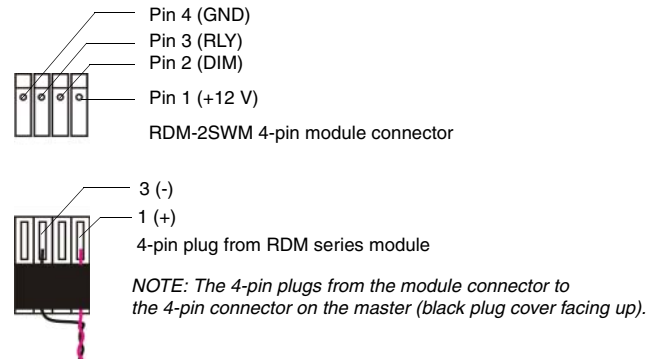 Pin 4 (GND)
Pin 3 (RLY)
Pin 2 (DIM)
Pin 1 (+12 V)
RDM-2SWM 4-pin module connector
3 (-)
1 (+)
4-pin plug from RDM series module
NOTE: The 4-pin plugs from the module connector to
the 4-pin connector on the master (black plug cover facing up).